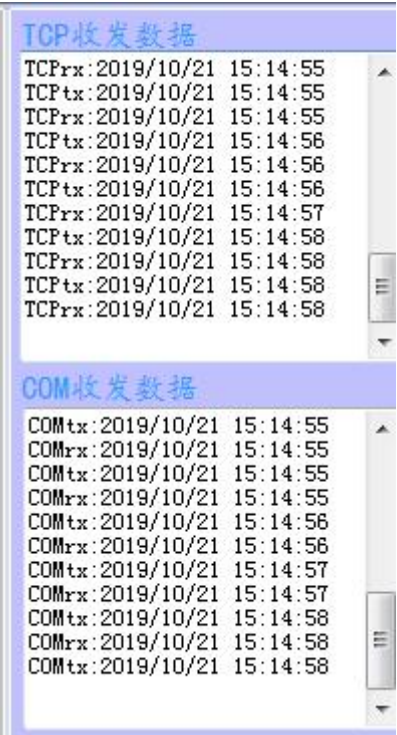 TCP收发数据
TCPrx:2019/10/21 15:14:55
TCPtx:2019/10/21 15:14:55
TCPrx:2019/10/21 15:14:55
TCPtx:2019/10/21 15:14:56
TCPrx:2019/10/21 15:14:56
TCPtx:2019/10/21 15:14:56
TCPrx:2019/10/21 15:14:57
TCPtx:2019/10/21 15:14:58
TCPrx:2019/10/21 15:14:58
TCPtx:2019/10/21 15:14:58
TCPrx:2019/10/21 15:14:58
COM收发数据
COMtx:2019/10/21 15:14:55
COMrx:2019/10/21 15:14:55
COMtx:2019/10/21 15:14:55
COMrx:2019/10/21 15:14:55
COMtx:2019/10/21 15:14:56
COMrx:2019/10/21 15:14:56
COMtx:2019/10/21 15:14:57
COMrx:2019/10/21 15:14:57
COMtx:2019/10/21 15:14:58
COMrx:2019/10/21 15:14:58
COMtx:2019/10/21 15:14:58